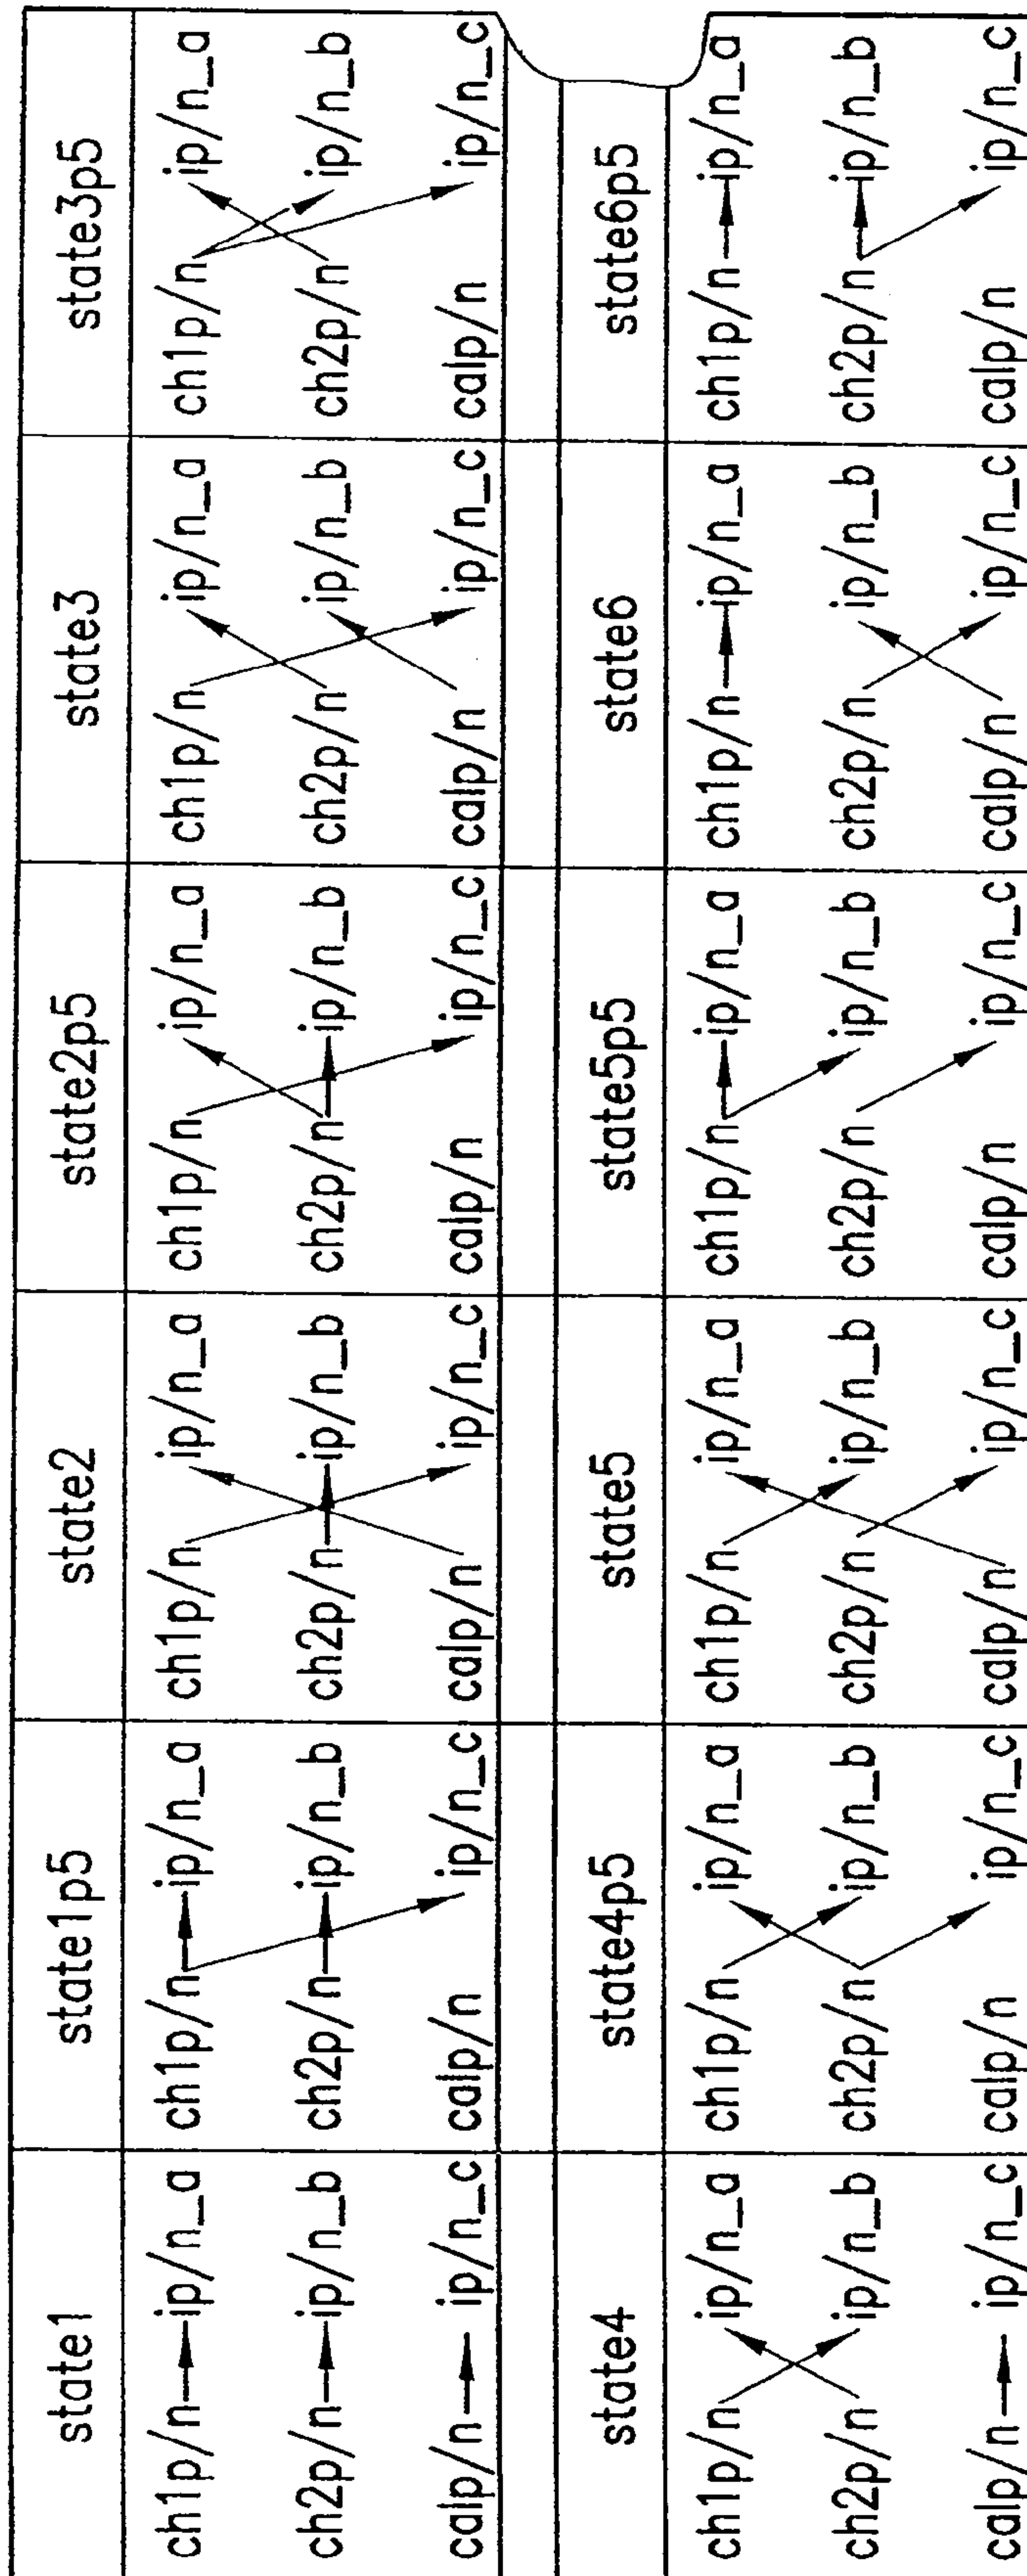 state1 state1p5 state2 state2p5 state3 state3p5
ch1p/n ip/n_a ch1p/n ip/n_a ch1p/n ip/n_a ch1p/n ip/n_a ch1p/n ip/n_a ch1p/n ip/n_a
ch2p/n ip/n_b ch2p/n ip/n_b ch2p/n ip/n_b ch2p/n ip/n_b ch2p/n ip/n_b ch2p/n ip/n_b
calp/n ip/n_c calp/n ip/n_c calp/n ip/n_c calp/n ip/n_c calp/n ip/n_c calp/n ip/n_c
state4 state4p5 state5 state5p5 state6 state6p5
ch1p/n ip/n_a ch1p/n ip/n_a ch1p/n ip/n_a ch1p/n ip/n_a ch1p/n ip/n_a ch1p/n ip/n_a
ch2p/n ip/n_b ch2p/n ip/n_b ch2p/n ip/n_b ch2p/n ip/n_b ch2p/n ip/n_b ch2p/n ip/n_b
calp/n ip/n_c calp/n ip/n_c calp/n ip/n_c calp/n ip/n_c calp/n ip/n_c calp/n ip/n_c